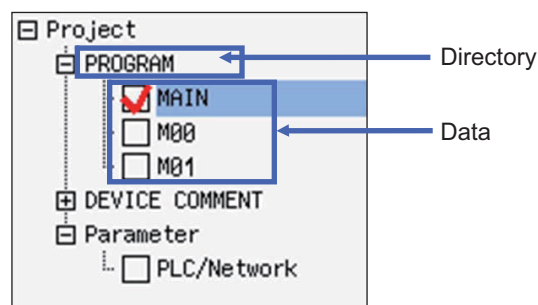 Project
PROGRAM
Directory
MAIN
M00
Data
M01
DEVICE COMMENT
Parameter
PLC/Network